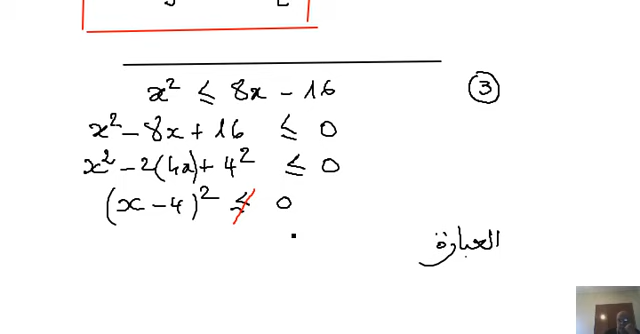 x² ≤ 8x - 16 ③
x² - 8x + 16 ≤ 0
x² - 2(4x) + 4² ≤ 0
(x - 4)² ≤ 0
العبارة